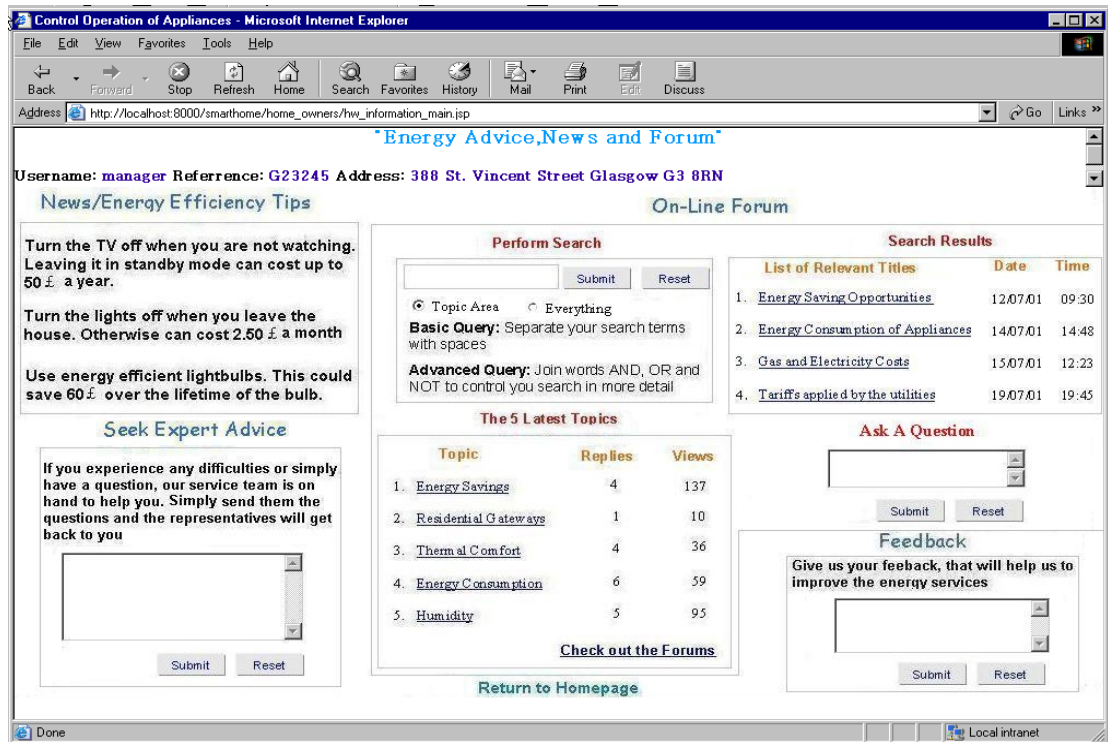 Control Operation of Appliances - Microsoft Internet Explorer
File Edit View Favorites Tools Help
Back Forward Stop Refresh Home Search Favorites History Mail Print Edit Discuss
Address http://localhost:8000/smarthome/home_owners/hw_information_main.jsp Go Links »
"Energy Advice,News and Forum"
Username: manager Referrence: G23245 Address: 388 St. Vincent Street Glasgow G3 8RN
News/Energy Efficiency Tips
Turn the TV off when you are not watching.
Leaving it in standby mode can cost up to
50 £ a year.
Turn the lights off when you leave the
house. Otherwise can cost 2.50 £ a month
Use energy efficient lightbulbs. This could
save 60 £ over the lifetime of the bulb.
Seek Expert Advice
If you experience any difficulties or simply
have a question, our service team is on
hand to help you. Simply send them the
questions and the representatives will get
back to you
Submit Reset
On-Line Forum
Perform Search
Submit Reset
Topic Area Everything
Basic Query: Separate your search terms
with spaces
Advanced Query: Join words AND, OR and
NOT to control you search in more detail
The 5 Latest Topics
Topic Replies Views
1. Energy Savings 4 137
2. Residential Gateways 1 10
3. Thermal Comfort 4 36
4. Energy Consumption 6 59
5. Humidity 5 95
Check out the Forums
Return to Homepage
Search Results
List of Relevant Titles Date Time
1. Energy Saving Opportunities 12/07/01 09:30
2. Energy Consumption of Appliances 14/07/01 14:48
3. Gas and Electricity Costs 15/07/01 12:23
4. Tariffs applied by the utilities 19/07/01 19:45
Ask A Question
Submit Reset
Feedback
Give us your feeback, that will help us to
improve the energy services
Submit Reset
Done Local intranet